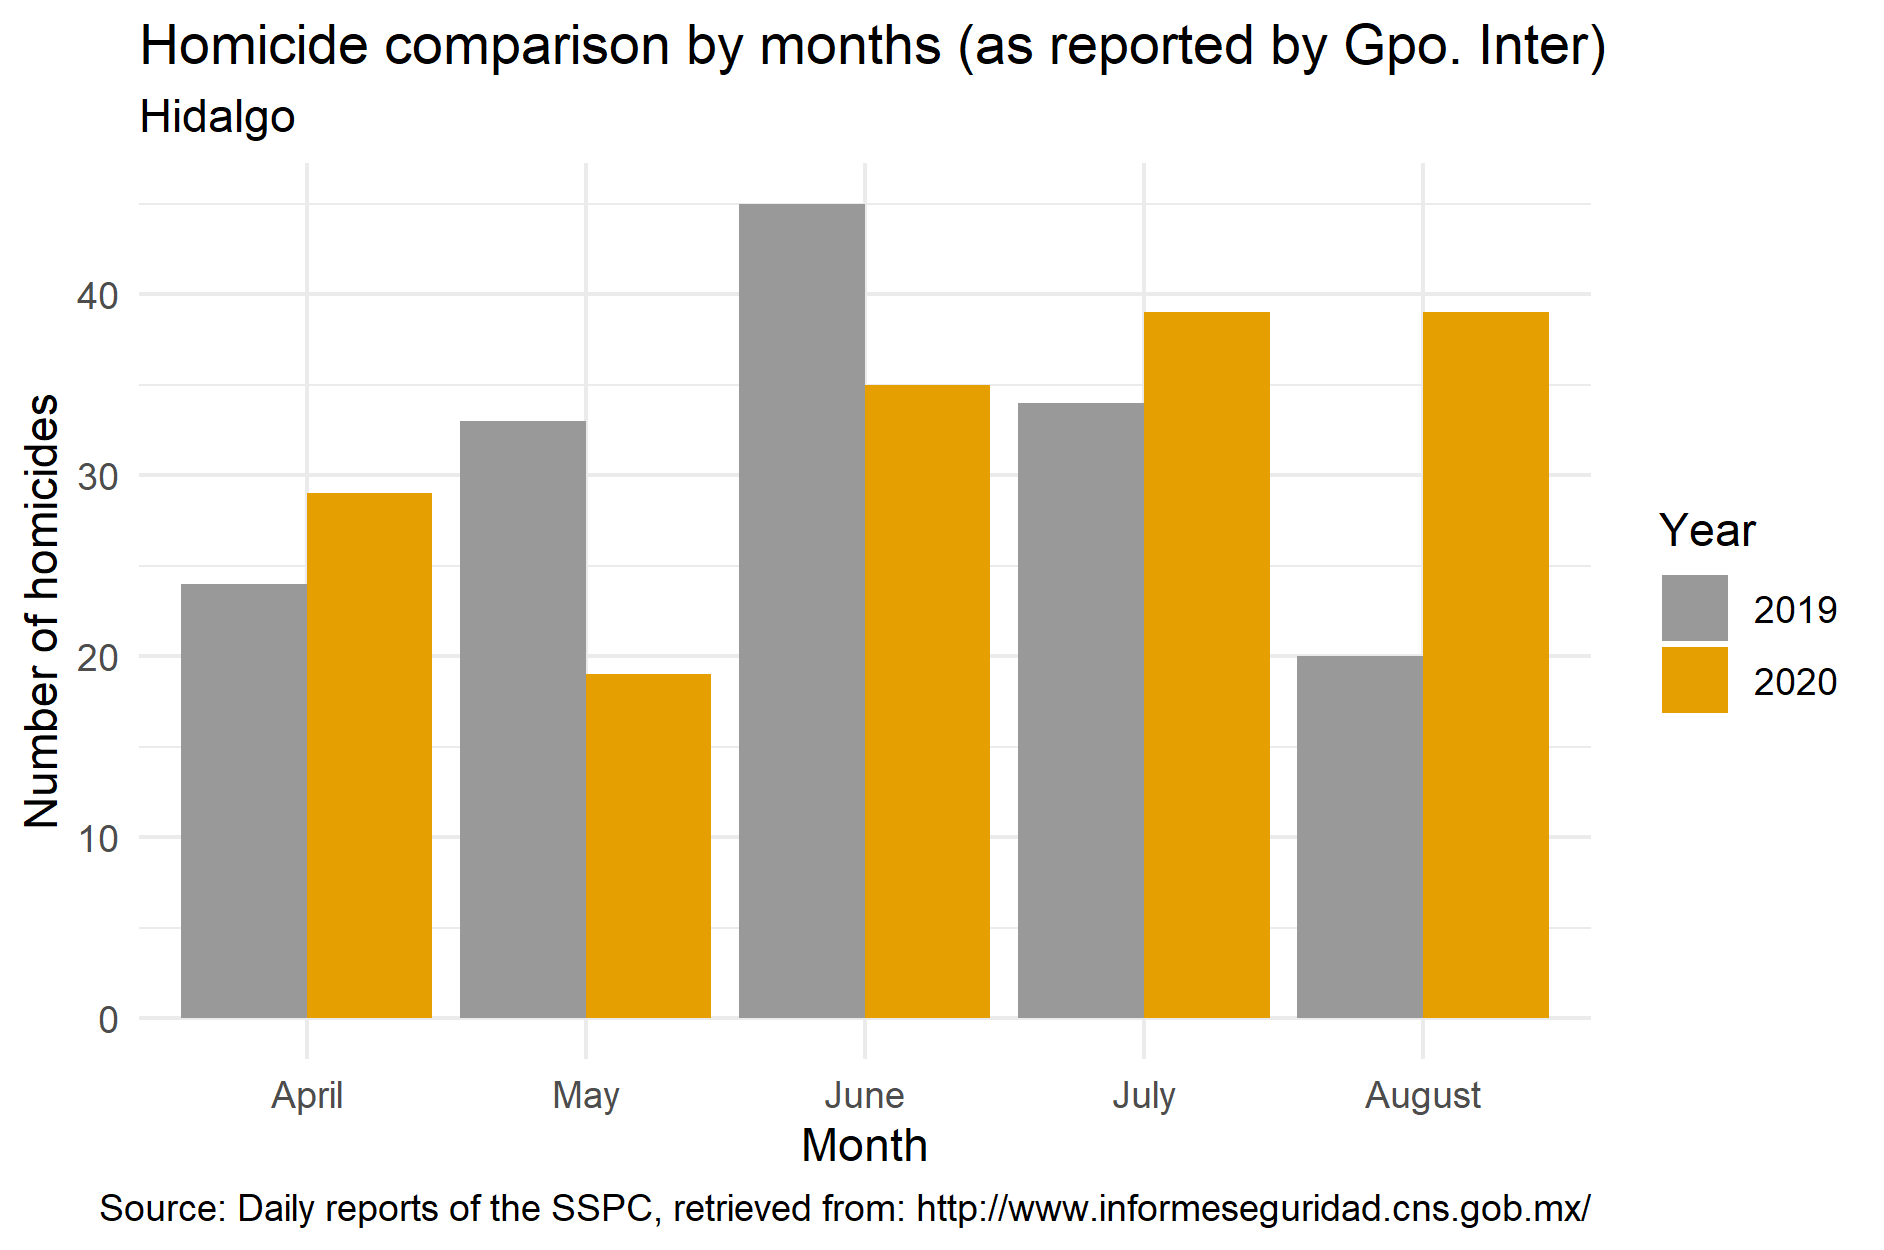 Homicide comparison by months (as reported by Gpo. Inter)
Hidalgo
Number of homicides
40
30
20
10
0
April May June July August
Month
Year
2019
2020
Source: Daily reports of the SSPC, retrieved from: http://www.informeseguridad.cns.gob.mx/